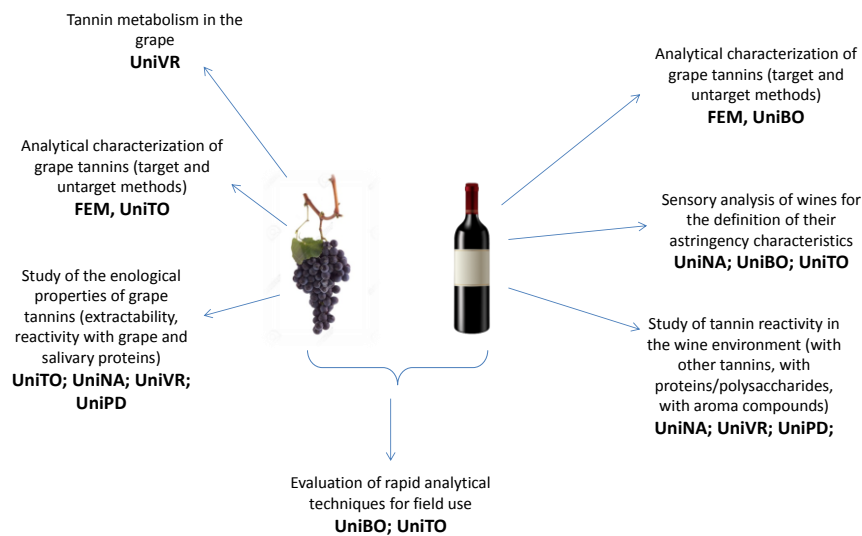 Tannin metabolism in the
grape
UniVR
Analytical characterization of
grape tannins (target and
untarget methods)
FEM, UniTO
Study of the enological
properties of grape
tannins (extractability,
reactivity with grape and
salivary proteins)
UniTO; UniNA; UniVR;
UniPD
Analytical characterization of
grape tannins (target and
untarget methods)
FEM, UniBO
Sensory analysis of wines for
the definition of their
astringency characteristics
UniNA; UniBO; UniTO
Study of tannin reactivity in
the wine environment (with
other tannins, with
proteins/polysaccharides,
with aroma compounds)
UniNA; UniVR; UniPD;
Evaluation of rapid analytical
techniques for field use
UniBO; UniTO